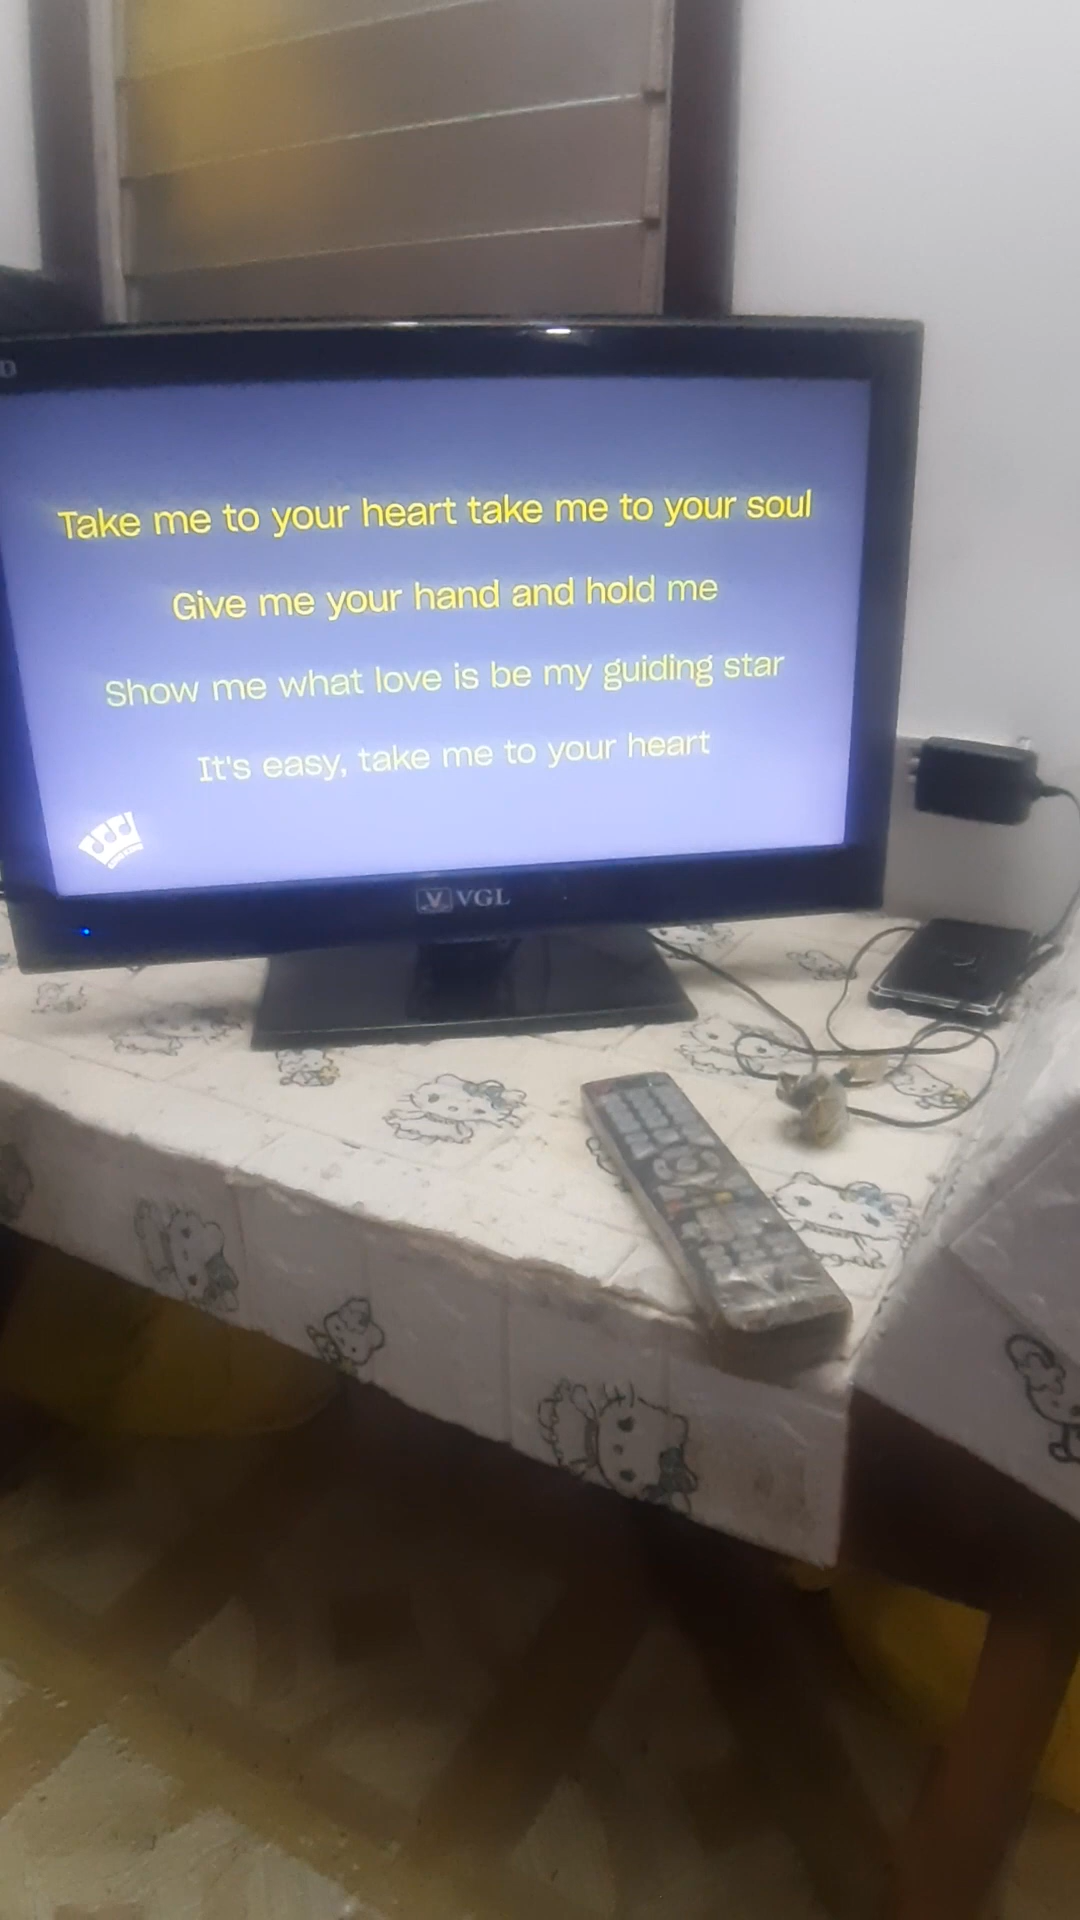 Take me to your heart take me to your soul
Give me your hand and hold me
Show me what love is be my guiding star
It's easy, take me to your heart
VGL